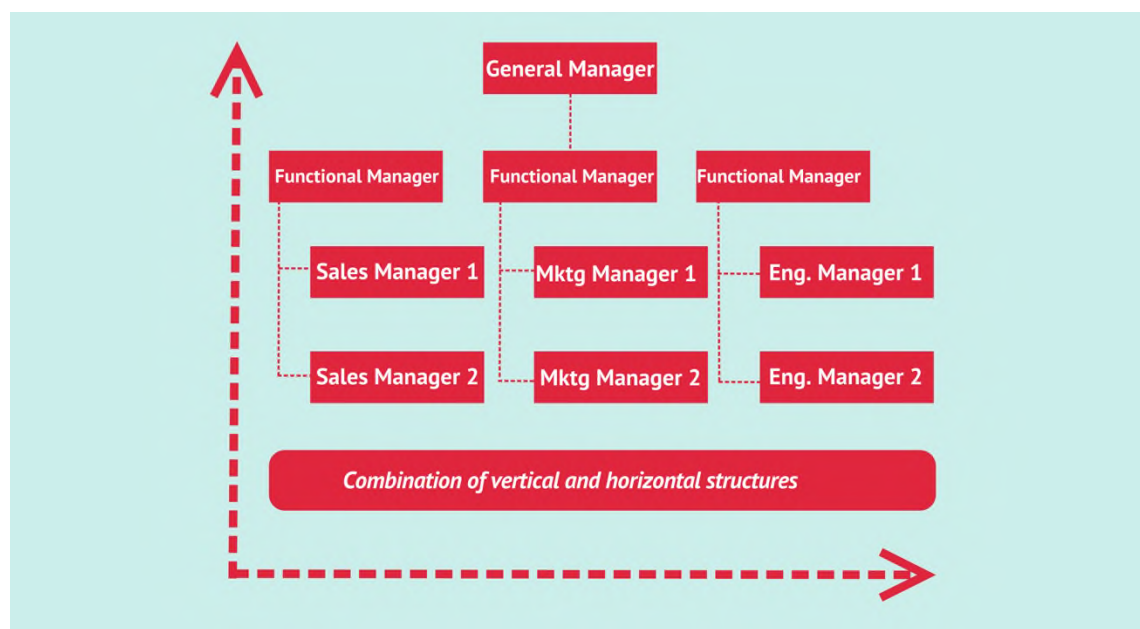 General Manager
Functional Manager
Functional Manager
Functional Manager
Sales Manager 1
Mktg Manager 1
Eng. Manager 1
Sales Manager 2
Mktg Manager 2
Eng. Manager 2
Combination of vertical and horizontal structures